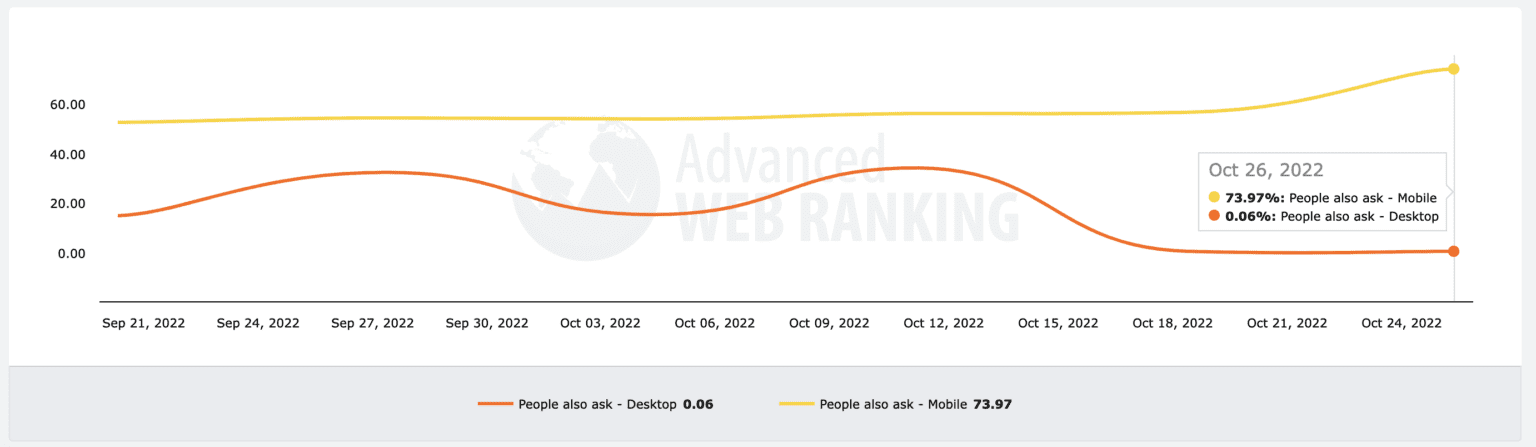 60.00
40.00
20.00
0.00
Advanced
WEB RANKING
Oct 26, 2022
73.97%: People also ask - Mobile
0.06%: People also ask - Desktop
Sep 21, 2022 Sep 24, 2022 Sep 27, 2022 Sep 30, 2022 Oct 03, 2022 Oct 06, 2022 Oct 09, 2022 Oct 12, 2022 Oct 15, 2022 Oct 18, 2022 Oct 21, 2022 Oct 24, 2022
People also ask - Desktop 0.06 People also ask - Mobile 73.97